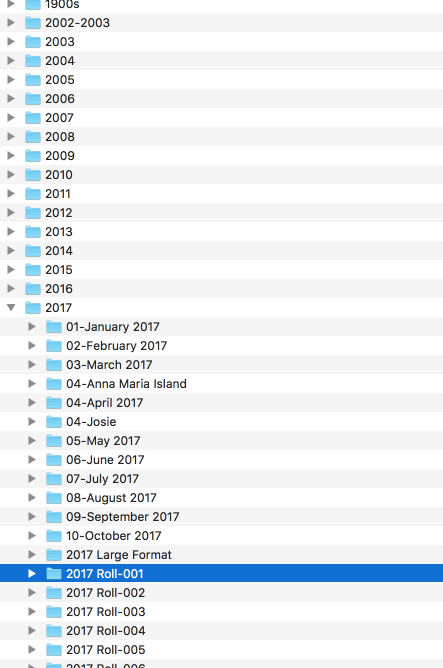 1900s
2002-2003
2003
2004
2005
2006
2007
2008
2009
2010
2011
2012
2013
2014
2015
2016
2017
01-January 2017
02-February 2017
03-March 2017
04-Anna Maria Island
04-April 2017
04-Josie
05-May 2017
06-June 2017
07-July 2017
08-August 2017
09-September 2017
10-October 2017
2017 Large Format
2017 Roll-001
2017 Roll-002
2017 Roll-003
2017 Roll-004
2017 Roll-005
2017 Roll-006